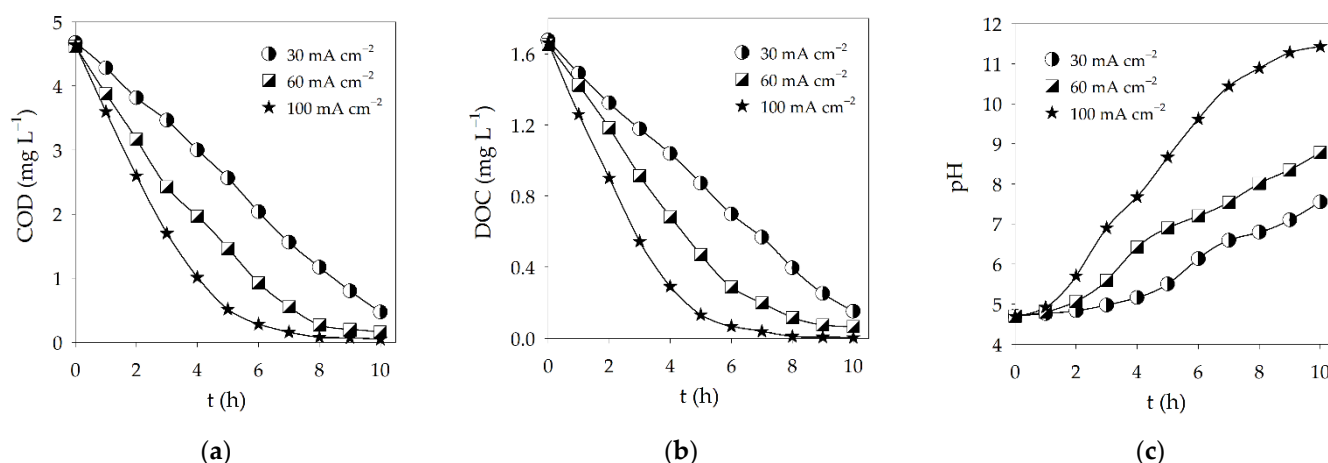 5
4
3
2
1
0
COD (mg L⁻¹)
30 mA cm⁻²
60 mA cm⁻²
100 mA cm⁻²
0 2 4 6 8 10
t (h)
(a)
1.6
1.2
0.8
0.4
0.0
DOC (mg L⁻¹)
30 mA cm⁻²
60 mA cm⁻²
100 mA cm⁻²
0 2 4 6 8 10
t (h)
(b)
12
11
10
9
8
7
6
5
4
pH
30 mA cm⁻²
60 mA cm⁻²
100 mA cm⁻²
0 2 4 6 8 10
t (h)
(c)